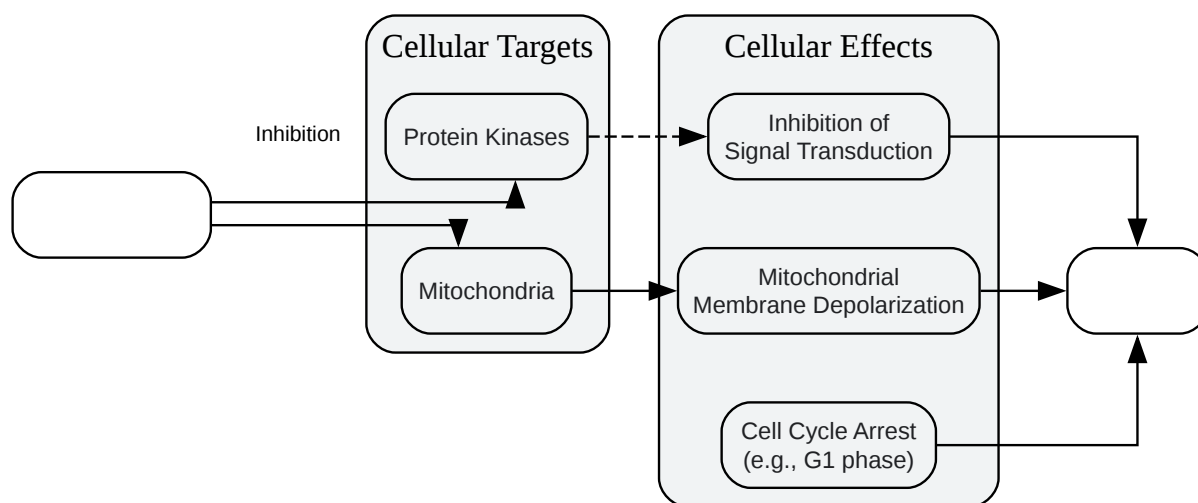 Cellular Targets
Cellular Effects
Inhibition
Protein Kinases
Inhibition of
Signal Transduction
Mitochondria
Mitochondrial
Membrane Depolarization
Cell Cycle Arrest
(e.g., G1 phase)